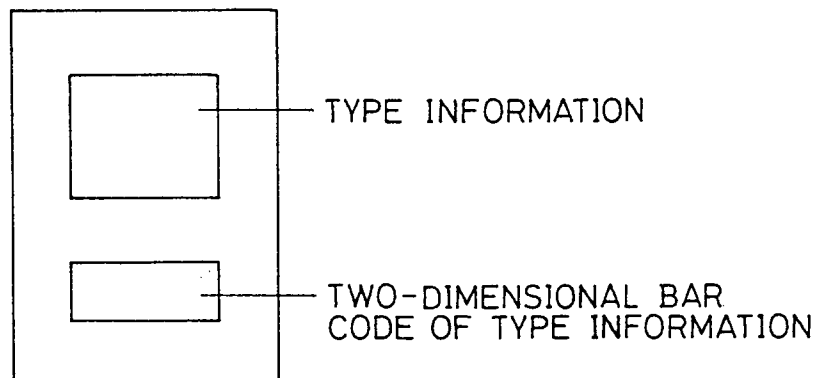 TYPE INFORMATION
TWO-DIMENSIONAL BAR
CODE OF TYPE INFORMATION